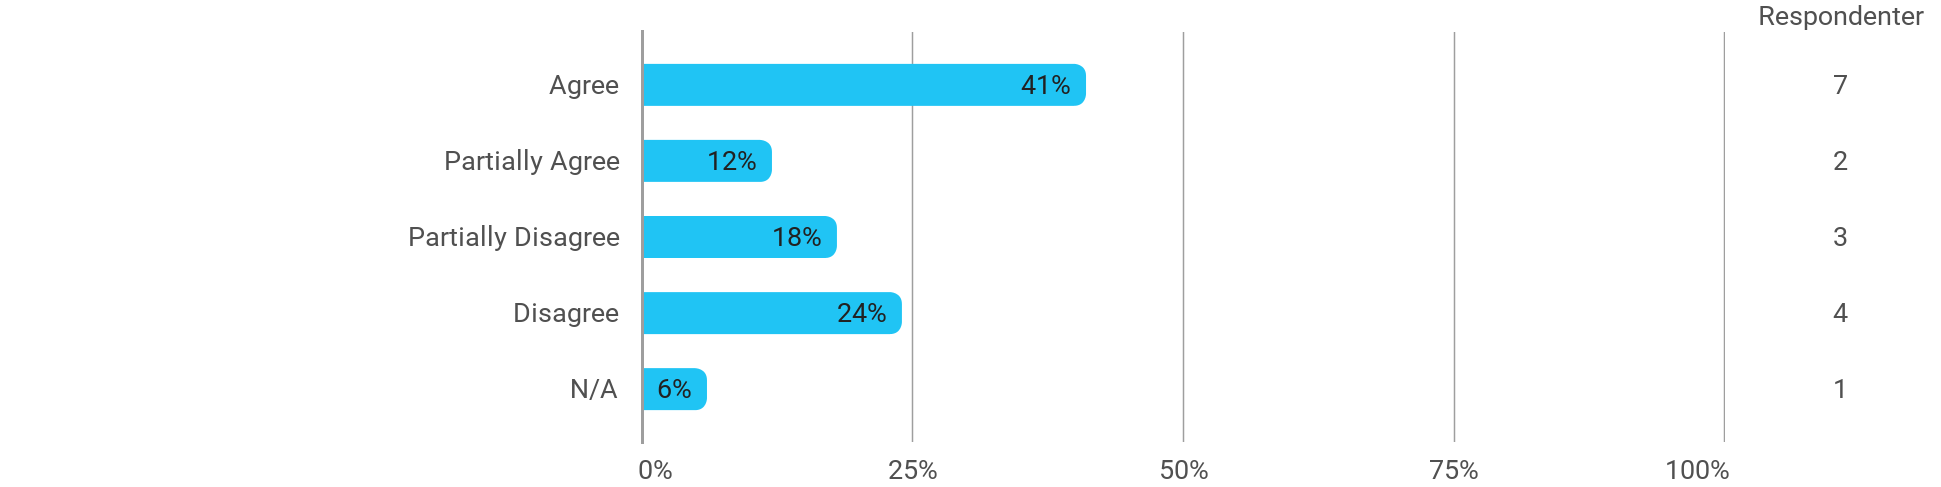 Respondenter
Agree 41% 7
Partially Agree 12% 2
Partially Disagree 18% 3
Disagree 24% 4
N/A 6% 1
0% 25% 50% 75% 100%